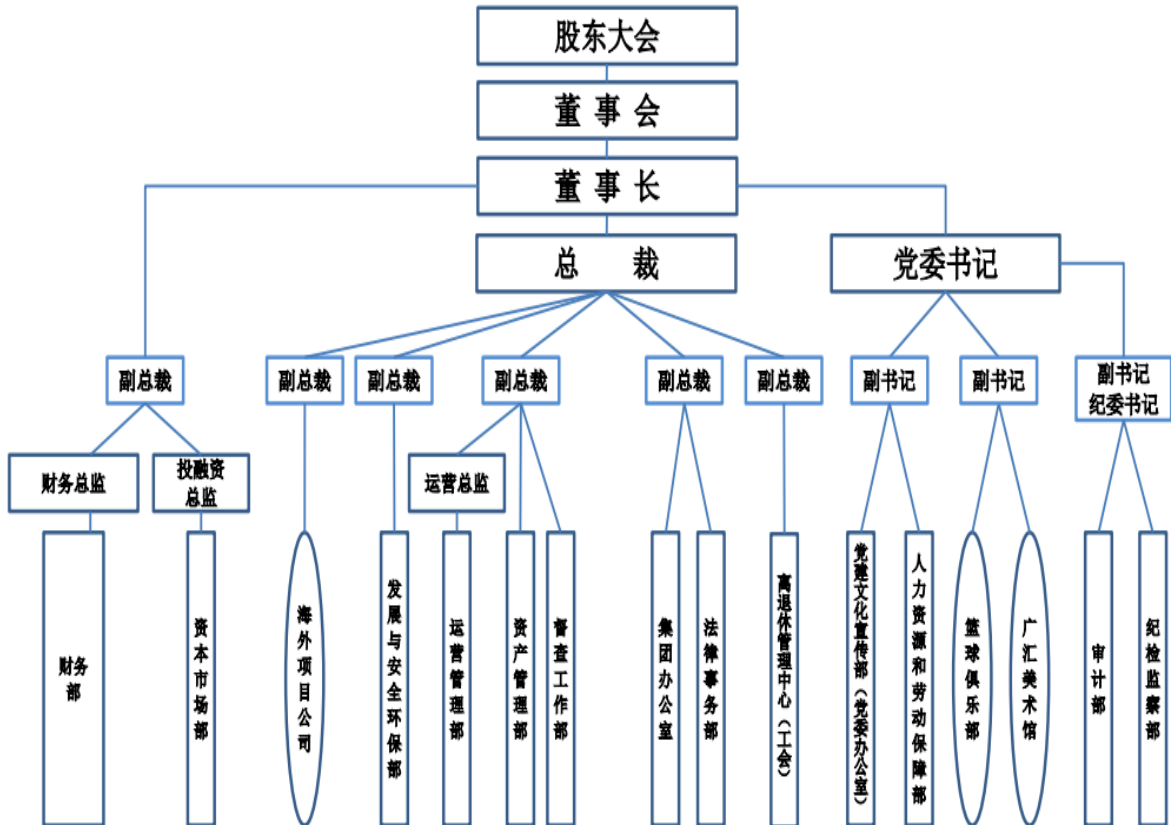 股东大会
董 事 会
董 事 长
总 裁
党委书记
副总裁
副总裁
副总裁
副总裁
副总裁
副总裁
副书记
副书记
副书记
纪委书记
财务总监
投融资
总监
运营总监
财务部
资本市场部
海外项目公司
发展与安全环保部
运营管理部
资产管理部
督查工作部
集团办公室
法律事务部
离退休管理中心（工会）
党建文化宣传部（党委办公室）
人力资源和劳动保障部
篮球俱乐部
广汇美术馆
审计部
纪检监察部